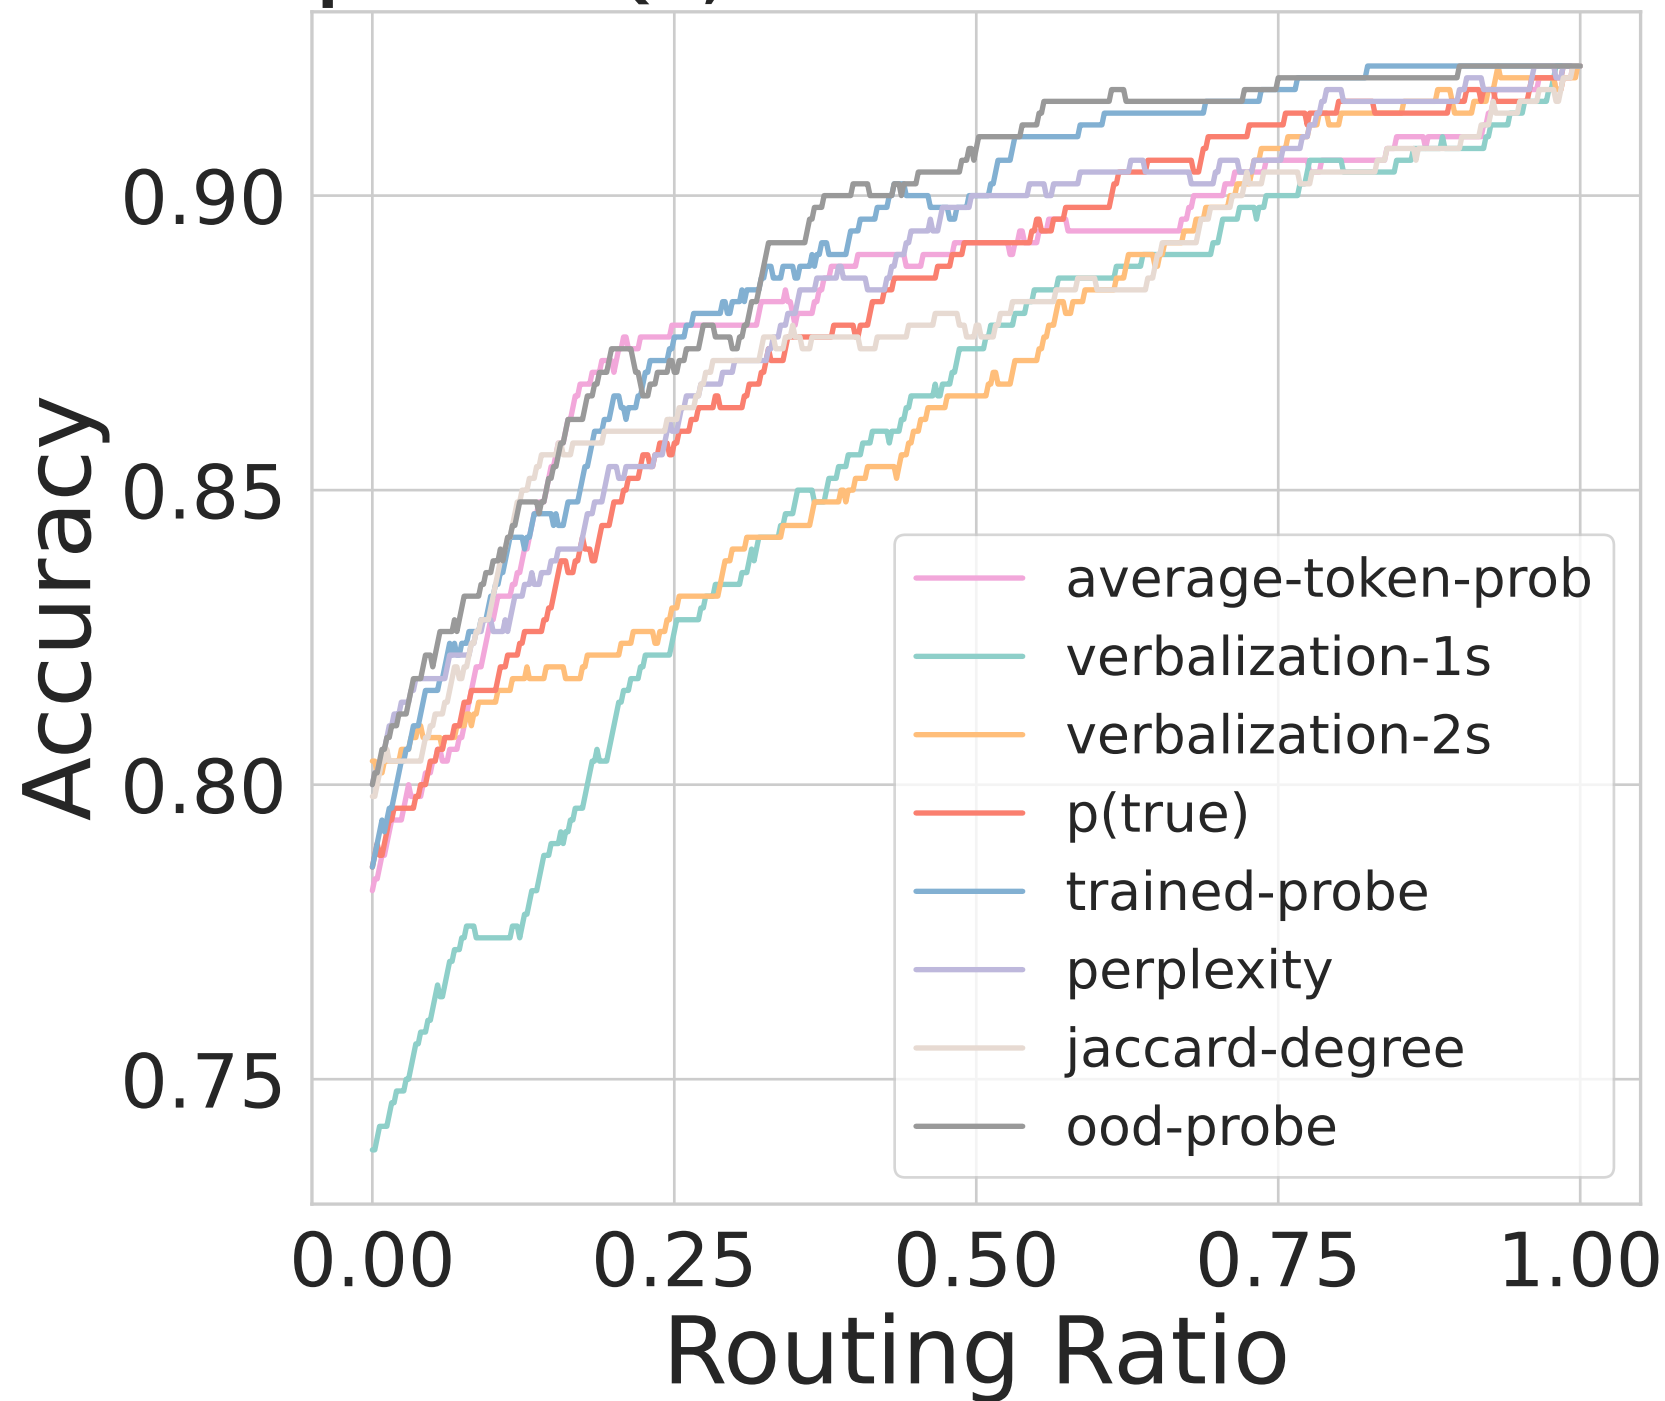 Accuracy
0.90
0.85
0.80
0.75
average-token-prob
verbalization-1s
verbalization-2s
p(true)
trained-probe
perplexity
jaccard-degree
ood-probe
0.00 0.25 0.50 0.75 1.00
Routing Ratio